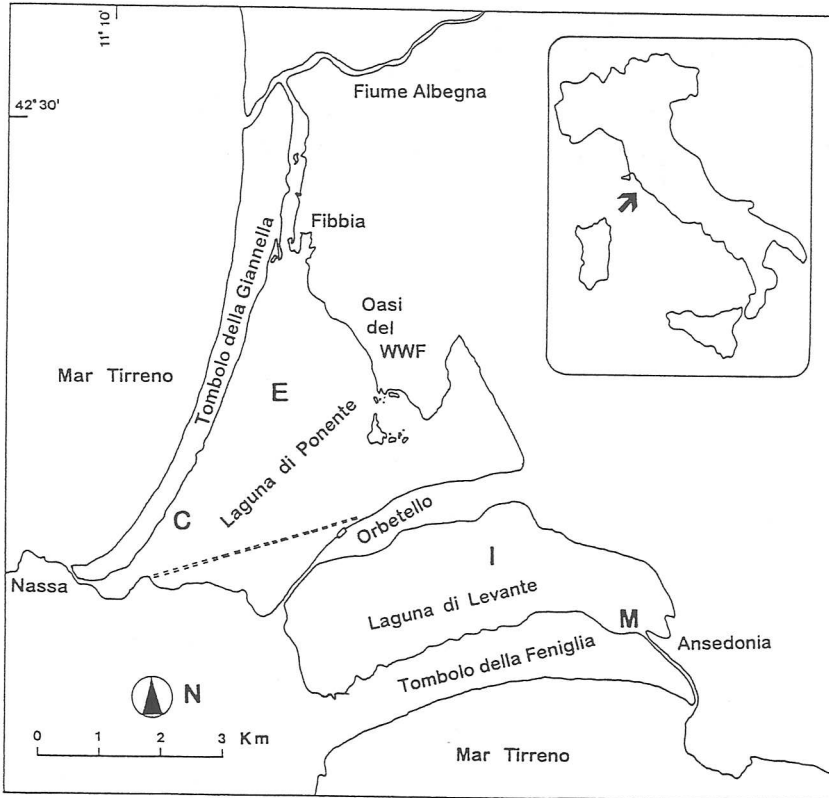 11° 10'
42° 30'
Fiume Albegna
Fibbia
Tombolo della Giannella
Oasi
del
WWF
Mar Tirreno
E
Laguna di Ponente
C
Orbetello
Nassa
I
Laguna di Levante
M
Ansedonia
Tombolo della Feniglia
N
0 1 2 3 Km
Mar Tirreno